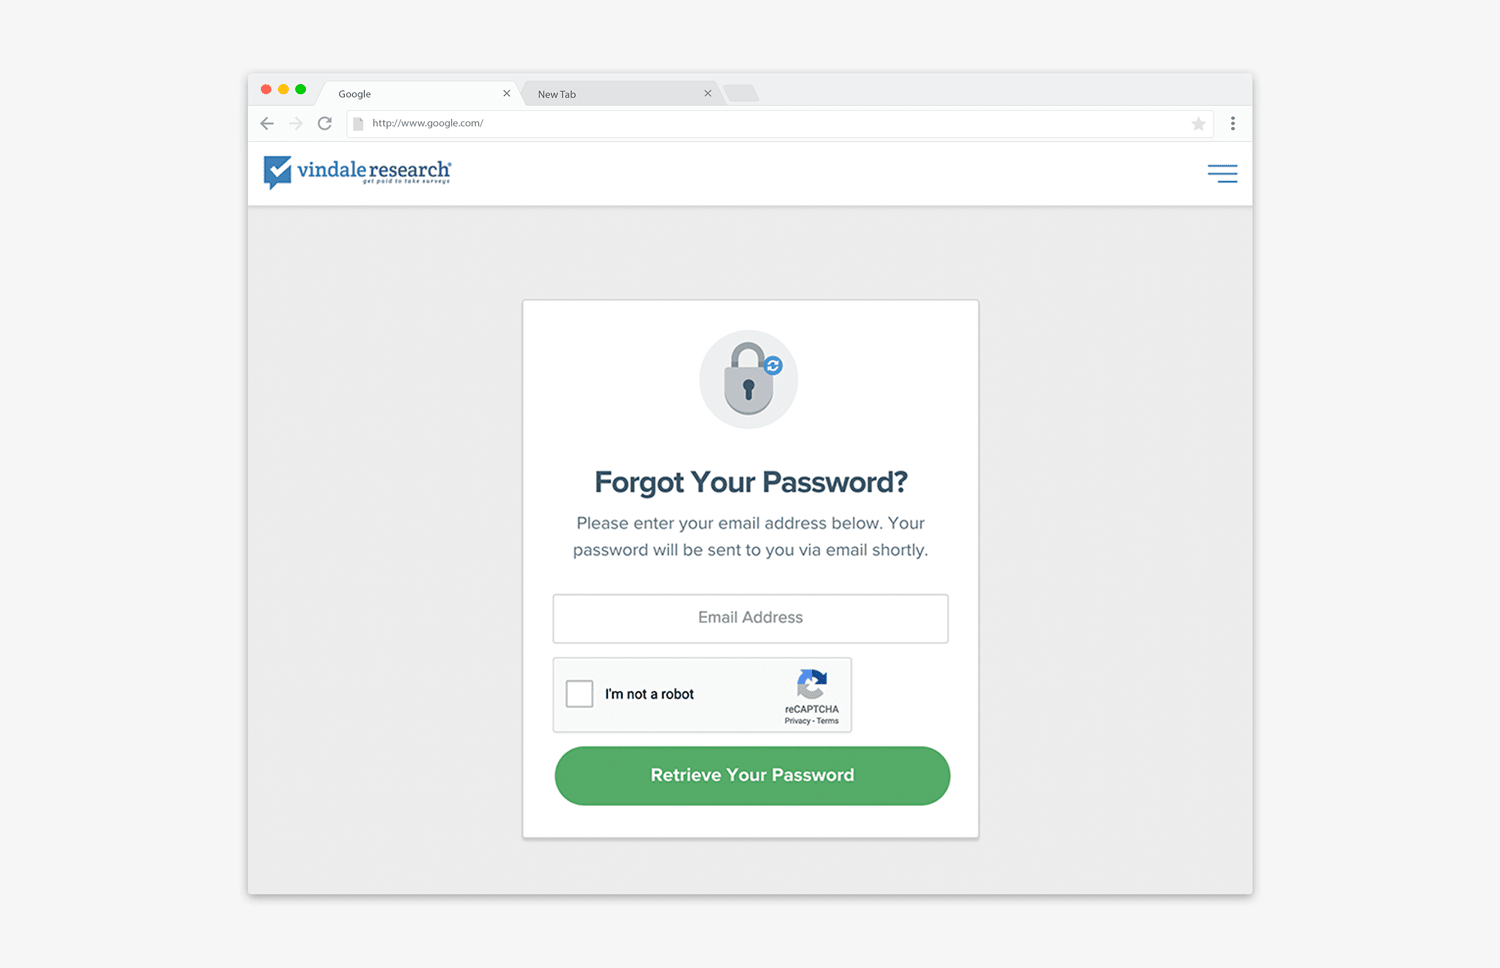 Google
New Tab
http://www.google.com/
vindale research®
get paid to take surveys
Forgot Your Password?
Please enter your email address below. Your
password will be sent to you via email shortly.
Email Address
I'm not a robot
reCAPTCHA
Privacy - Terms
Retrieve Your Password